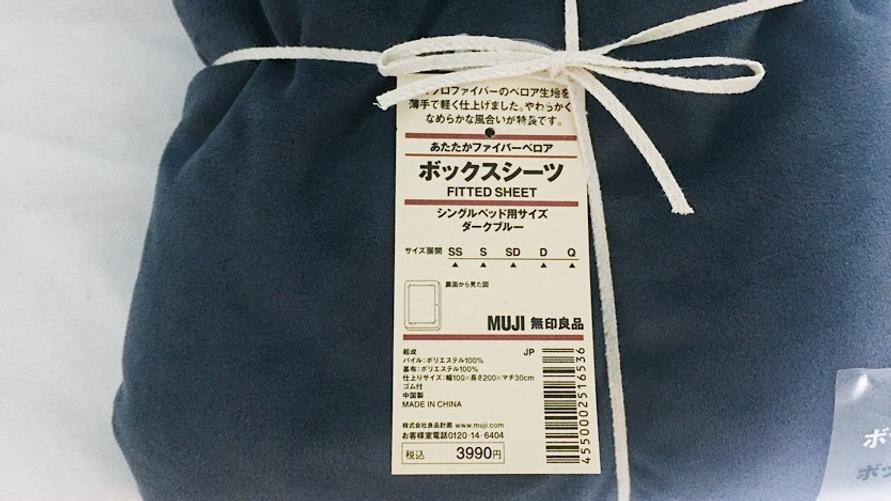 プロファイバーのベロア生地を
薄手で軽く仕上げました。やわらかく
なめらかな風合いが特長です。
あたたかファイバーベロア
ボックスシーツ
FITTED SHEET
シングルベッド用サイズ
ダークブルー
サイズ展開 SS S SD D Q
裏面から見た図
MUJI 無印良品
組成
パイル:ポリエステル100%
基布:ポリエステル100%
仕上りサイズ:幅100×長さ200×マチ30cm
ゴム付
中国製
MADE IN CHINA
JP
4550002516536
株式会社良品計画 www.muji.com
お客様室電話0120-14-6404
税込 3990円
ボ
ボッ